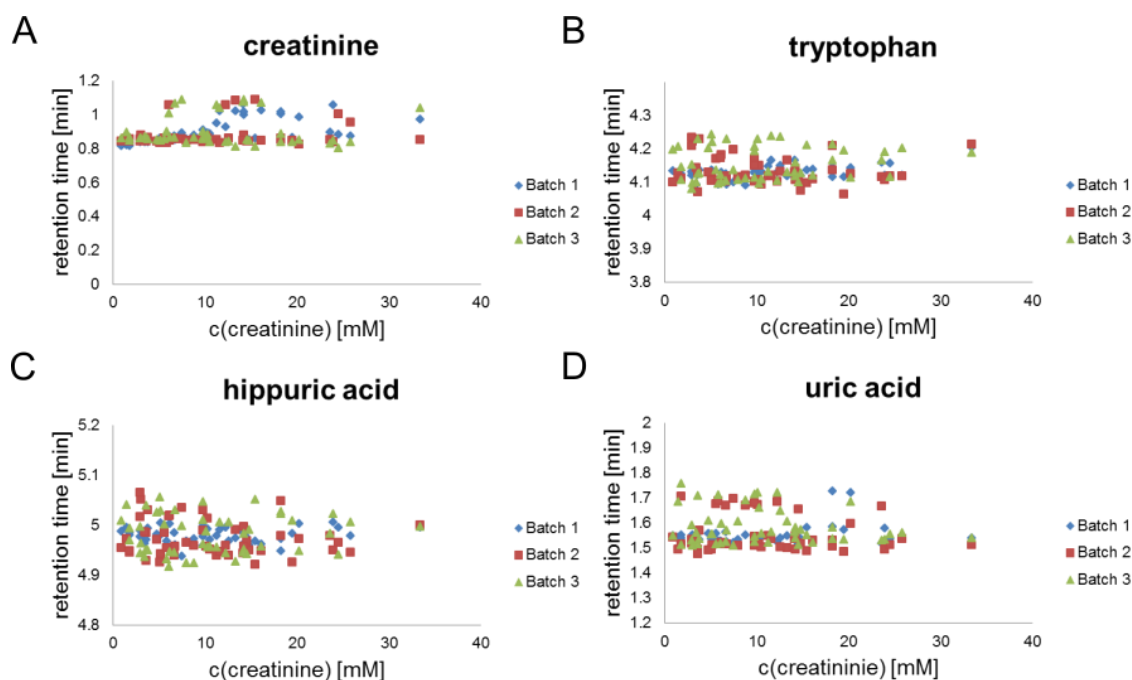 A
creatinine
retention time [min]
1.2
1
0.8
0.6
0.4
0.2
0
0
10
20
30
40
c(creatinine) [mM]
Batch 1
Batch 2
Batch 3
B
tryptophan
retention time [min]
4.3
4.2
4.1
4
3.9
3.8
0
10
20
30
40
c(creatinine) [mM]
Batch 1
Batch 2
Batch 3
C
hippuric acid
retention time [min]
5.2
5.1
5
4.9
4.8
0
10
20
30
40
c(creatinine) [mM]
Batch 1
Batch 2
Batch 3
D
uric acid
retention time [min]
2
1.9
1.8
1.7
1.6
1.5
1.4
1.3
1.2
0
10
20
30
40
c(creatininie) [mM]
Batch 1
Batch 2
Batch 3